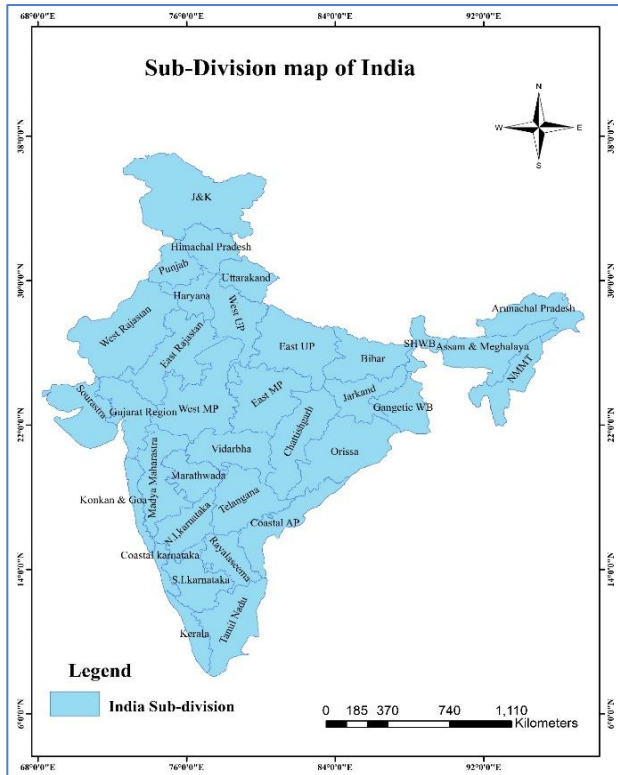 68°0'0"E 76°0'0"E 84°0'0"E 92°0'0"E
Sub-Division map of India
N
W E
S
38°0'0"N 38°0'0"N
J&K
Himachal Pradesh
Punjab
Uttarakand
30°0'0"N 30°0'0"N
Haryana
West UP
Arunachal Pradesh
West Rajastan
East Rajastan
East UP
SHWB
Assam & Meghalaya
Bihar
NMMT
East MP
Jarkand
Sourastra
Gujarat Region
West MP
Gangetic WB
Chattishgarh
22°0'0"N 22°0'0"N
Vidarbha
Orissa
Madya Maharastra
Marathwada
Konkan & Goa
Telangana
N.I,karnataka
Coastal AP
Coastal karnataka
Rayalaseema
14°0'0"N 14°0'0"N
S.I.karnataka
Tamil Nadu
Kerala
Legend
India Sub-division
0 185 370 740 1,110
Kilometers
6°0'0"N 6°0'0"N
68°0'0"E 76°0'0"E 84°0'0"E 92°0'0"E